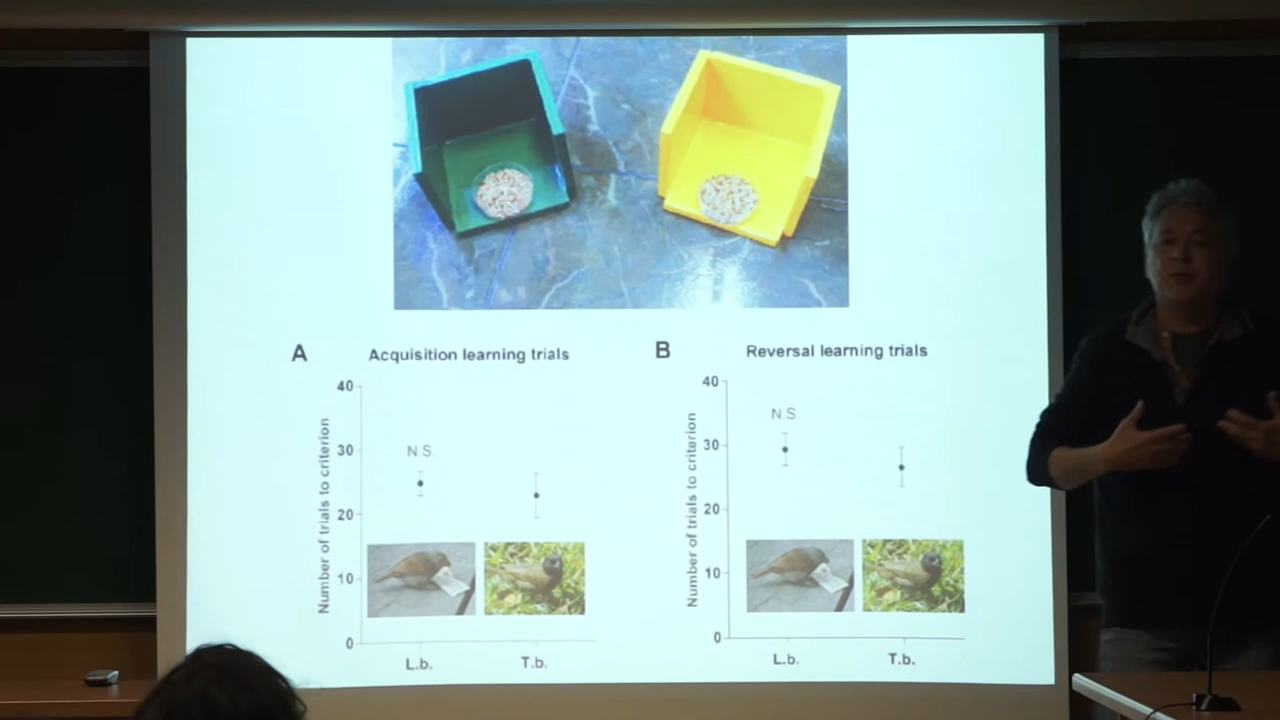 A Acquisition learning trials
Number of trials to criterion
40
30
20
10
0
N.S.
L.b. T.b.
B Reversal learning trials
Number of trials to criterion
40
30
20
10
0
N.S.
L.b. T.b.